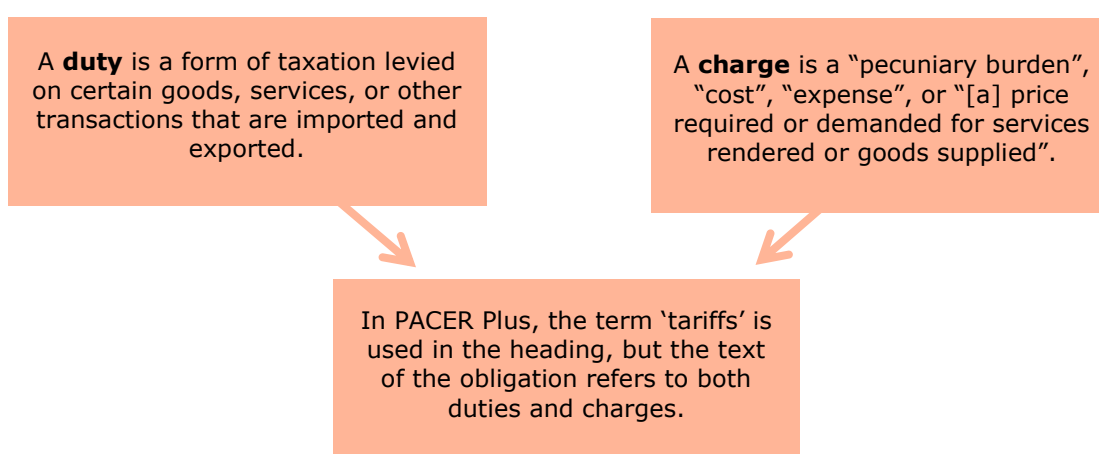 A duty is a form of taxation levied
on certain goods, services, or other
transactions that are imported and
exported.
A charge is a “pecuniary burden”,
“cost”, “expense”, or “[a] price
required or demanded for services
rendered or goods supplied”.
In PACER Plus, the term ‘tariffs’ is
used in the heading, but the text
of the obligation refers to both
duties and charges.